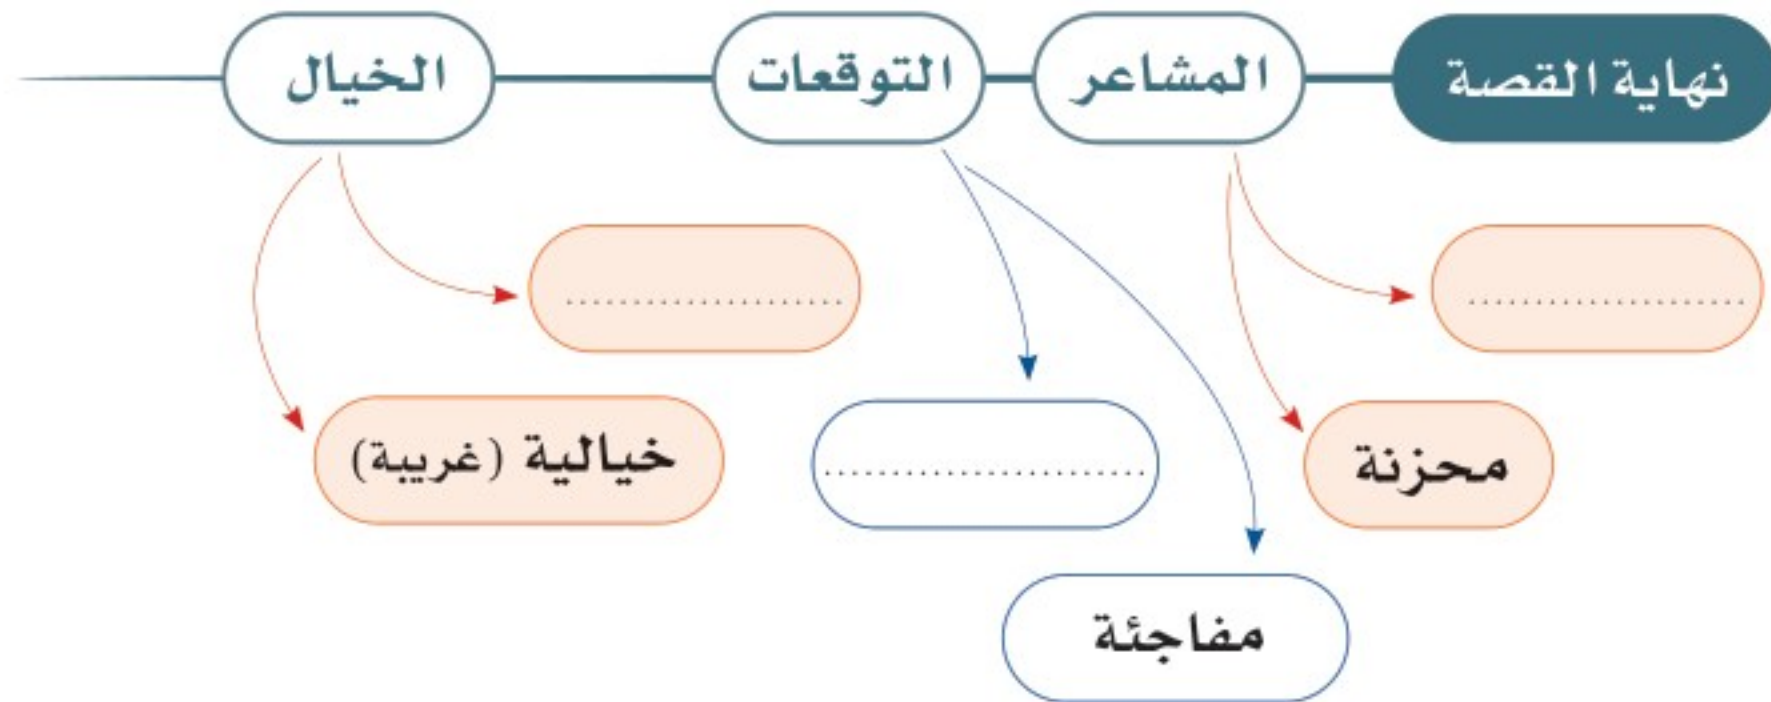 نهاية القصة
المشاعر
التوقعات
الخيال
....................
....................
محزنة
.......................
خيالية (غريبة)
مفاجئة